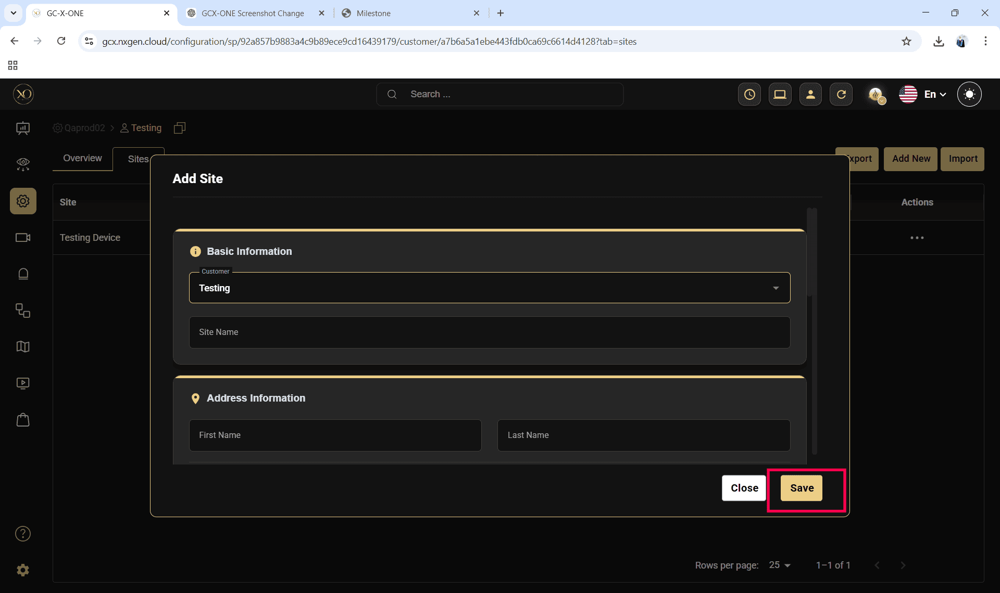 GC-X-ONE
GCX-ONE Screenshot Change
Milestone
gcx.nxgen.cloud/configuration/sp/92a857b9883a4c9b89ece9cd16439179/customer/a7b6a5a1ebe443fdb0ca69c6614d4128?tab=sites
XO
Search ...
En
Qaprod02 > Testing
Overview
Sites
Export
Add New
Import
Site
Actions
Testing Device
Add Site
Basic Information
Customer
Testing
Site Name
Address Information
First Name
Last Name
Close
Save
Rows per page: 25
1–1 of 1